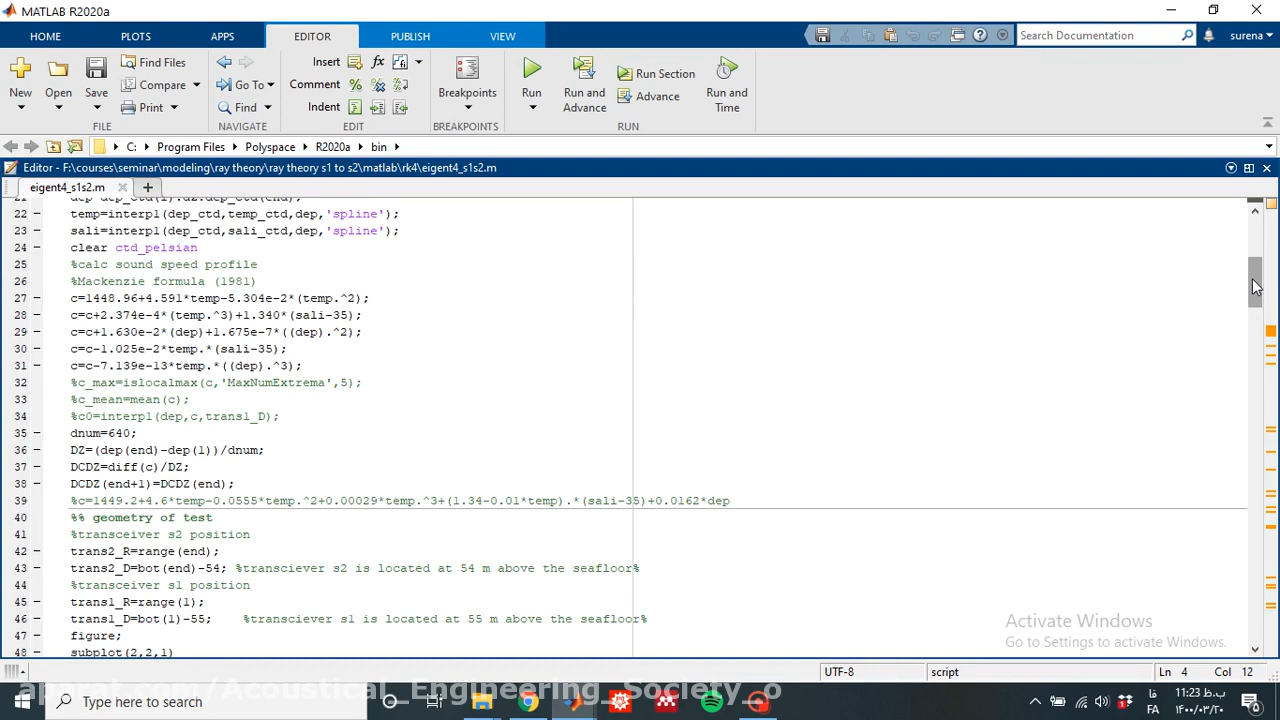 MATLAB R2020a
HOME PLOTS APPS EDITOR PUBLISH VIEW Search Documentation surena
New Open Save Find Files Compare Print Go To Find Insert Comment Indent Breakpoints Run Run and Advance Run Section Advance Run and Time
FILE NAVIGATE EDIT BREAKPOINTS RUN
C: Program Files Polyspace R2020a bin
Editor - F:\courses\seminar\modeling\ray theory\ray theory s1 to s2\matlab\rk4\eigent4_s1s2.m
eigent4_s1s2.m
22 temp=interp1(dep_ctd,temp_ctd,dep,'spline');
23 sali=interp1(dep_ctd,sali_ctd,dep,'spline');
24 clear ctd_pelsian
25 %calc sound speed profile
26 %Mackenzie formula (1981)
27 c=1448.96+4.591*temp-5.304e-2*(temp.^2);
28 c=c+2.374e-4*(temp.^3)+1.340*(sali-35);
29 c=c+1.630e-2*(dep)+1.675e-7*((dep).^2);
30 c=c-1.025e-2*temp.*(sali-35);
31 c=c-7.139e-13*temp.*((dep).^3);
32 %c_max=islocalmax(c,'MaxNumExtrema',5);
33 %c_mean=mean(c);
34 %c0=interp1(dep,c,trans1_D);
35 dnum=640;
36 DZ=(dep(end)-dep(1))/dnum;
37 DCDZ=diff(c)/DZ;
38 DCDZ(end+1)=DCDZ(end);
39 %c=1449.2+4.6*temp-0.0555*temp.^2+0.00029*temp.^3+(1.34-0.01*temp).*(sali-35)+0.0162*dep
40 %% geometry of test
41 %transceiver s2 position
42 trans2_R=range(end);
43 trans2_D=bot(end)-54; %transciever s2 is located at 54 m above the seafloor%
44 %transceiver s1 position
45 trans1_R=range(1);
46 trans1_D=bot(1)-55; %transciever s1 is located at 55 m above the seafloor%
47 figure;
48 subplot(2,2,1)
Activate Windows
Go to Settings to activate Windows.
UTF-8 script Ln 4 Col 12
aparat.com/Acoustical_Engineering_Society_o
Type here to search
فا
FA
11:23 ب.ظ
۱۴۰۰/۰۳/۲۰